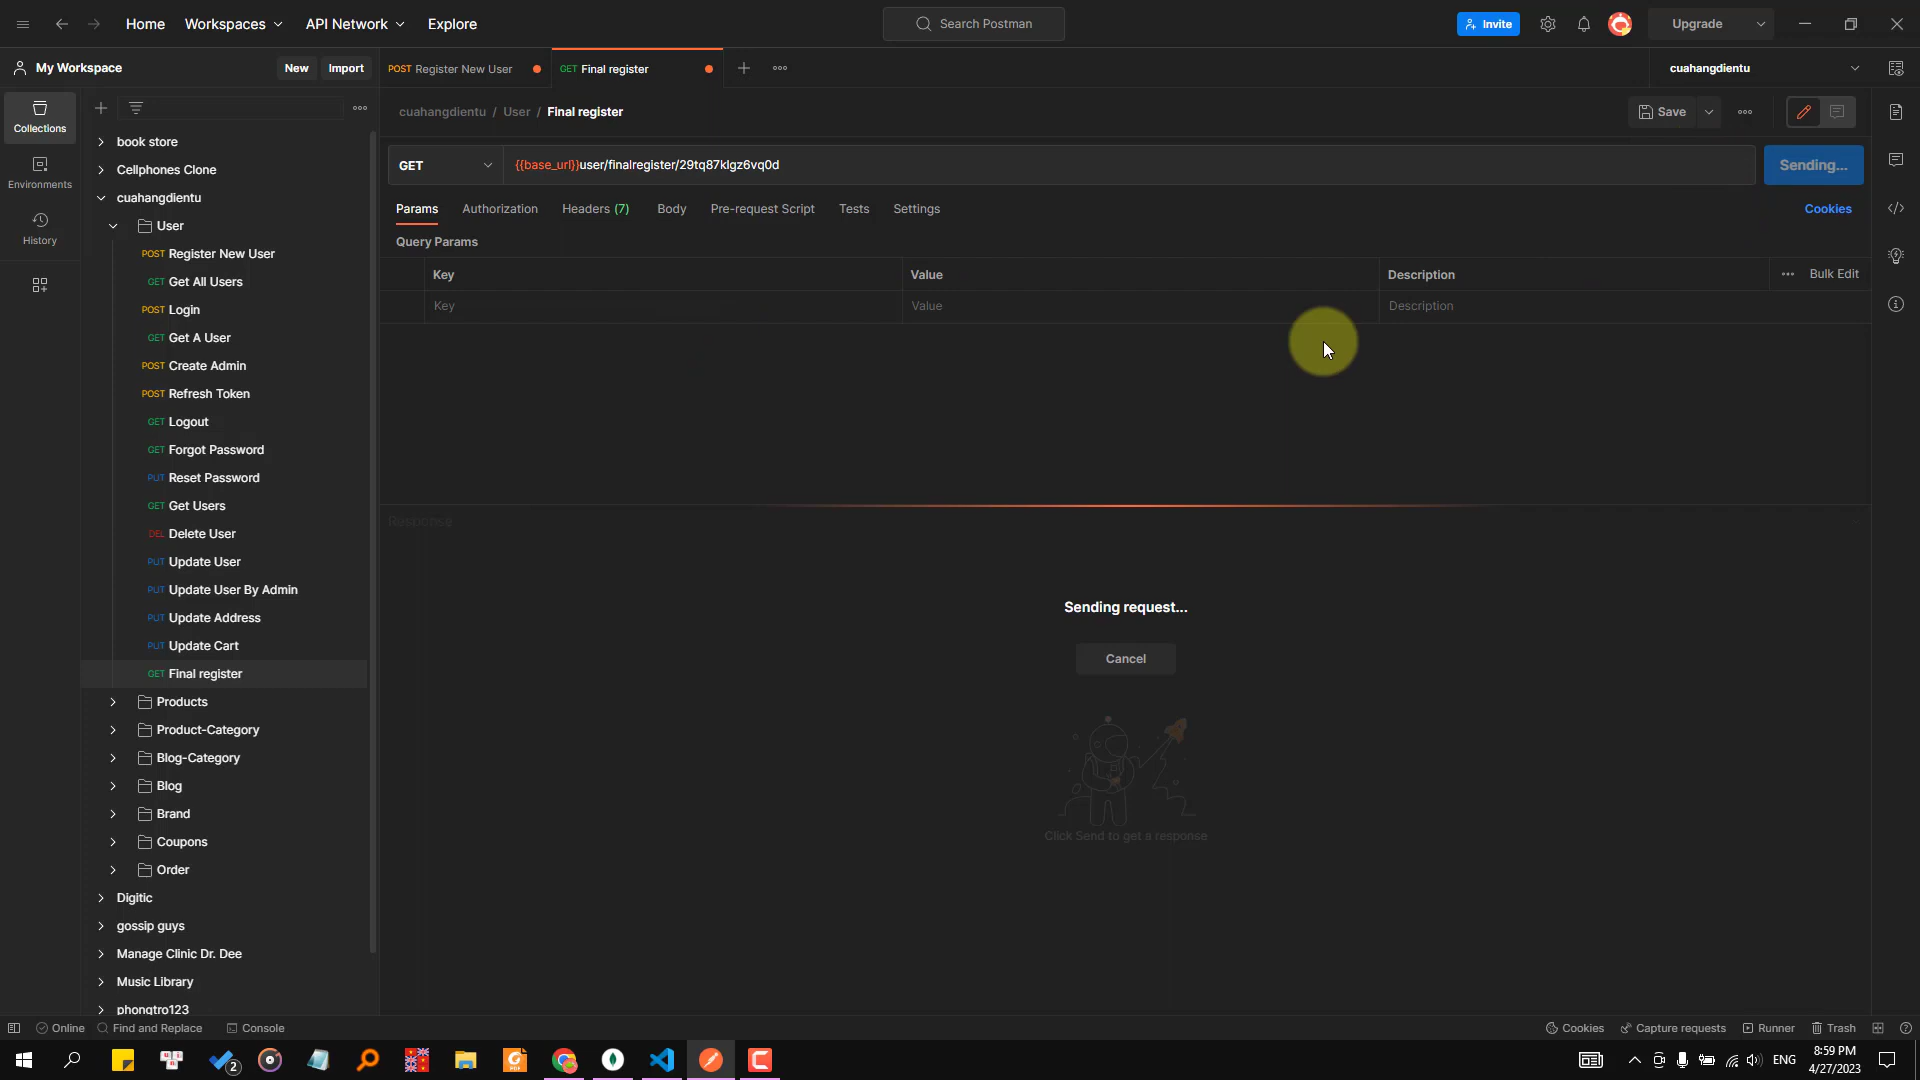 Home
Workspaces
API Network
Explore
Search Postman
Invite
Upgrade
My Workspace
New
Import
POST Register New User
GET Final register
cuahangdientu
Collections
Environments
History
cuahangdientu / User / Final register
Save
book store
Cellphones Clone
cuahangdientu
User
POST Register New User
GET Get All Users
POST Login
GET Get A User
POST Create Admin
POST Refresh Token
GET Logout
GET Forgot Password
PUT Reset Password
GET Get Users
DEL Delete User
PUT Update User
PUT Update User By Admin
PUT Update Address
PUT Update Cart
GET Final register
Products
Product-Category
Blog-Category
Blog
Brand
Coupons
Order
Digitic
gossip guys
Manage Clinic Dr. Dee
Music Library
phongtro123
GET
{{base_url}}user/finalregister/29tq87klgz6vq0d
Sending...
Params
Authorization
Headers (7)
Body
Pre-request Script
Tests
Settings
Cookies
Query Params
Key
Value
Description
Bulk Edit
Key
Value
Description
Response
Sending request...
Cancel
Click Send to get a response
Online
Find and Replace
Console
Cookies
Capture requests
Runner
Trash
2
ENG
8:59 PM
4/27/2023